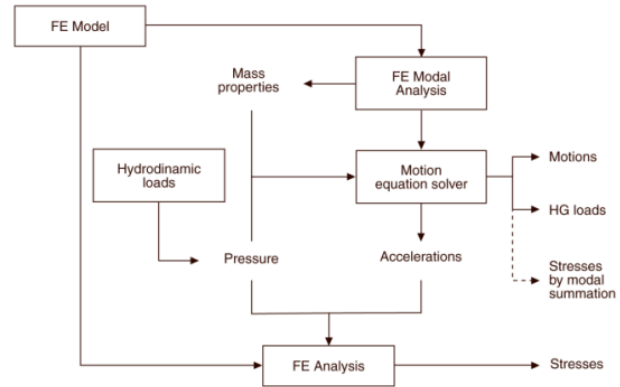 FE Model
Mass
properties
FE Modal
Analysis
Hydrodinamic
loads
Motion
equation solver
Motions
HG loads
Pressure
Accelerations
Stresses
by modal
summation
FE Analysis
Stresses